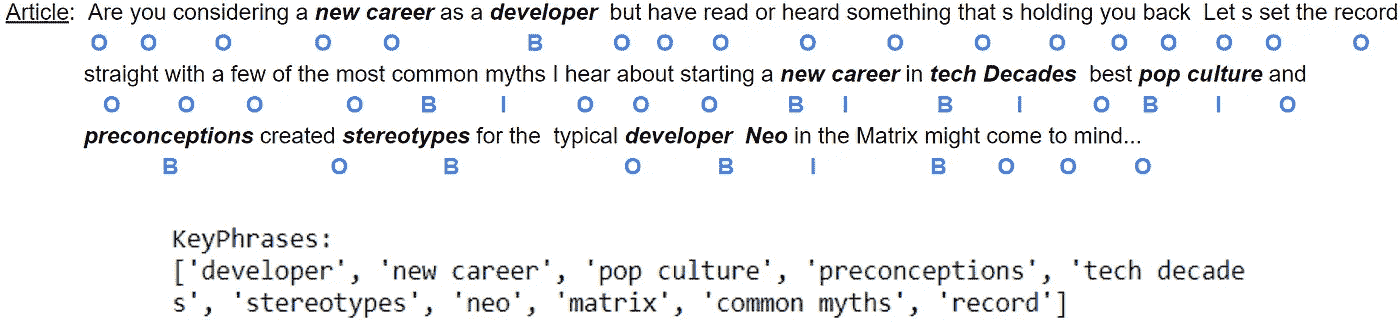 Article: Are you considering a new career as a developer but have read or heard something that s holding you back Let s set the record
O O O O O B O O O O O O O O O O O O
straight with a few of the most common myths I hear about starting a new career in tech Decades best pop culture and
O O O O B I O O O B I B I O B I O
preconceptions created stereotypes for the typical developer Neo in the Matrix might come to mind...
B O B O B I B O O O
KeyPhrases:
['developer', 'new career', 'pop culture', 'preconceptions', 'tech decade
s', 'stereotypes', 'neo', 'matrix', 'common myths', 'record']